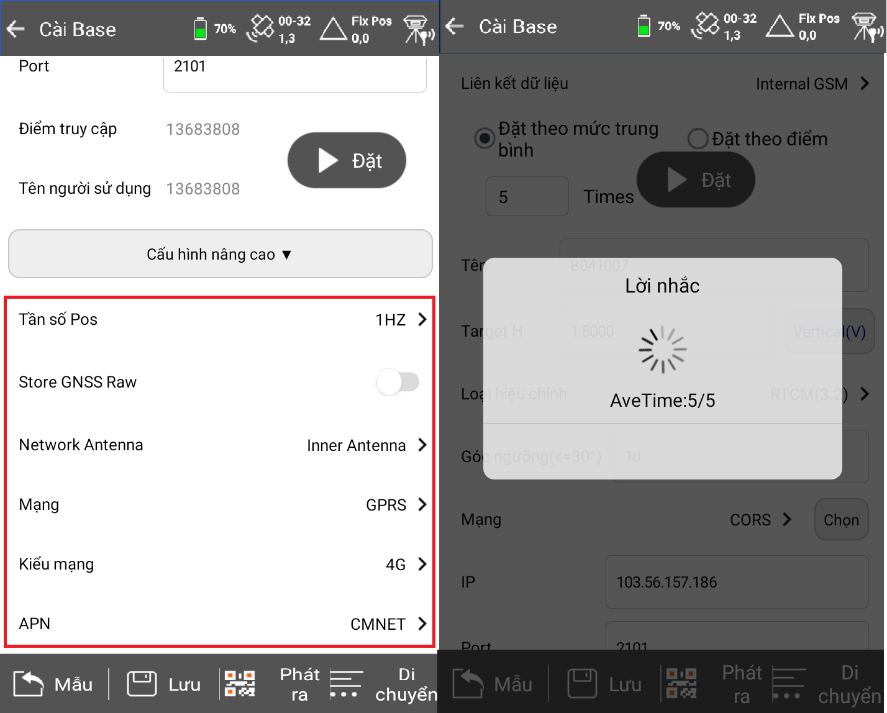 Cài Base 70% 00-32 1,3 Fix Pos 0,0
Port 2101
Điểm truy cập 13683808
Đặt
Tên người sử dụng 13683808
Cấu hình nâng cao ▼
Tần số Pos 1HZ
Store GNSS Raw
Network Antenna Inner Antenna
Mạng GPRS
Kiểu mạng 4G
APN CMNET
Mẫu Lưu Phát ra Di chuyển
Cài Base 70% 00-32 1,3 Fix Pos 0,0
Liên kết dữ liệu Internal GSM
Đặt theo mức trung bình Đặt theo điểm
Đặt
5 Times
Tên B041007
Lời nhắc
Target H 1,5000 Vertical(V)
AveTime:5/5
Loại hiệu chỉnh RTCM(3.2)
Góc ngưỡng(<=30°) 10
Mạng CORS Chọn
IP 103.56.157.186
Port 2101
Mẫu Lưu Phát ra Di chuyển